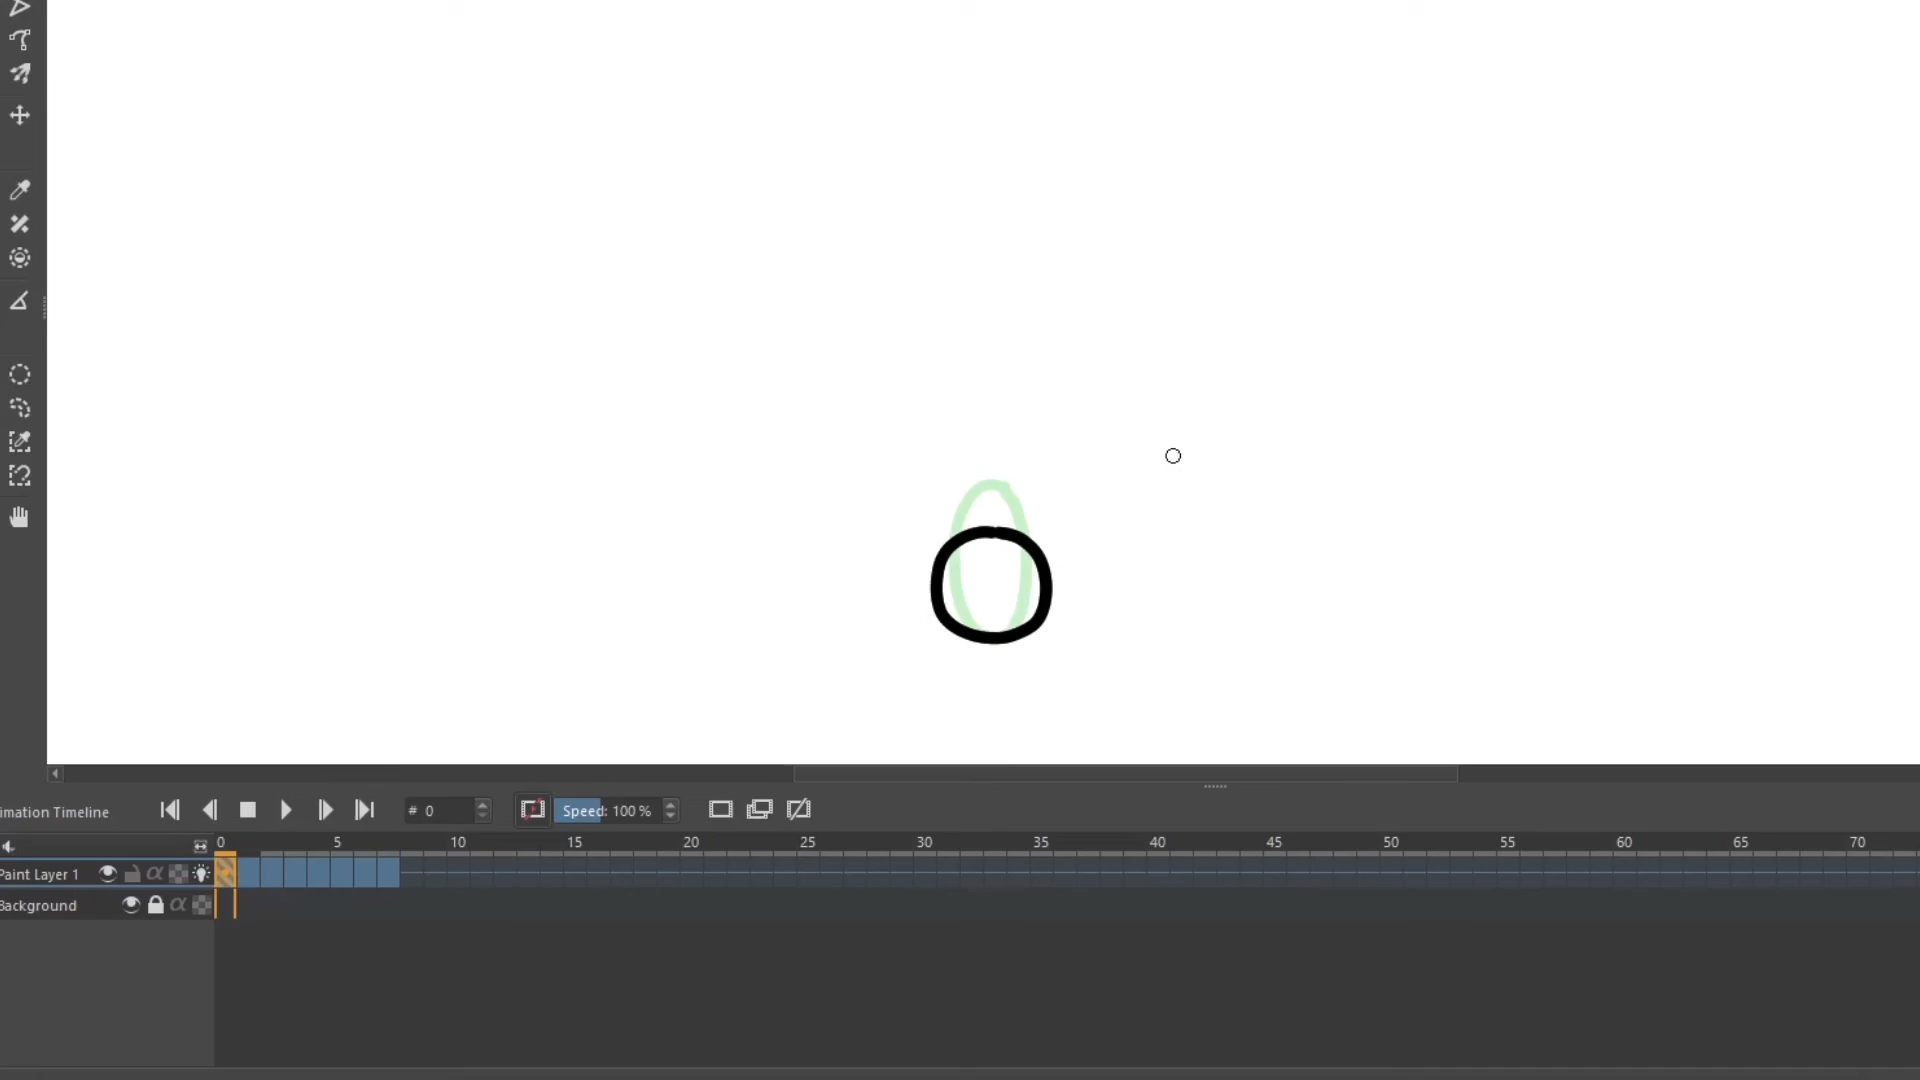 imation Timeline # 0 Speed: 100 %
0 5 10 15 20 25 30 35 40 45 50 55 60 65 70
Paint Layer 1 α
Background α